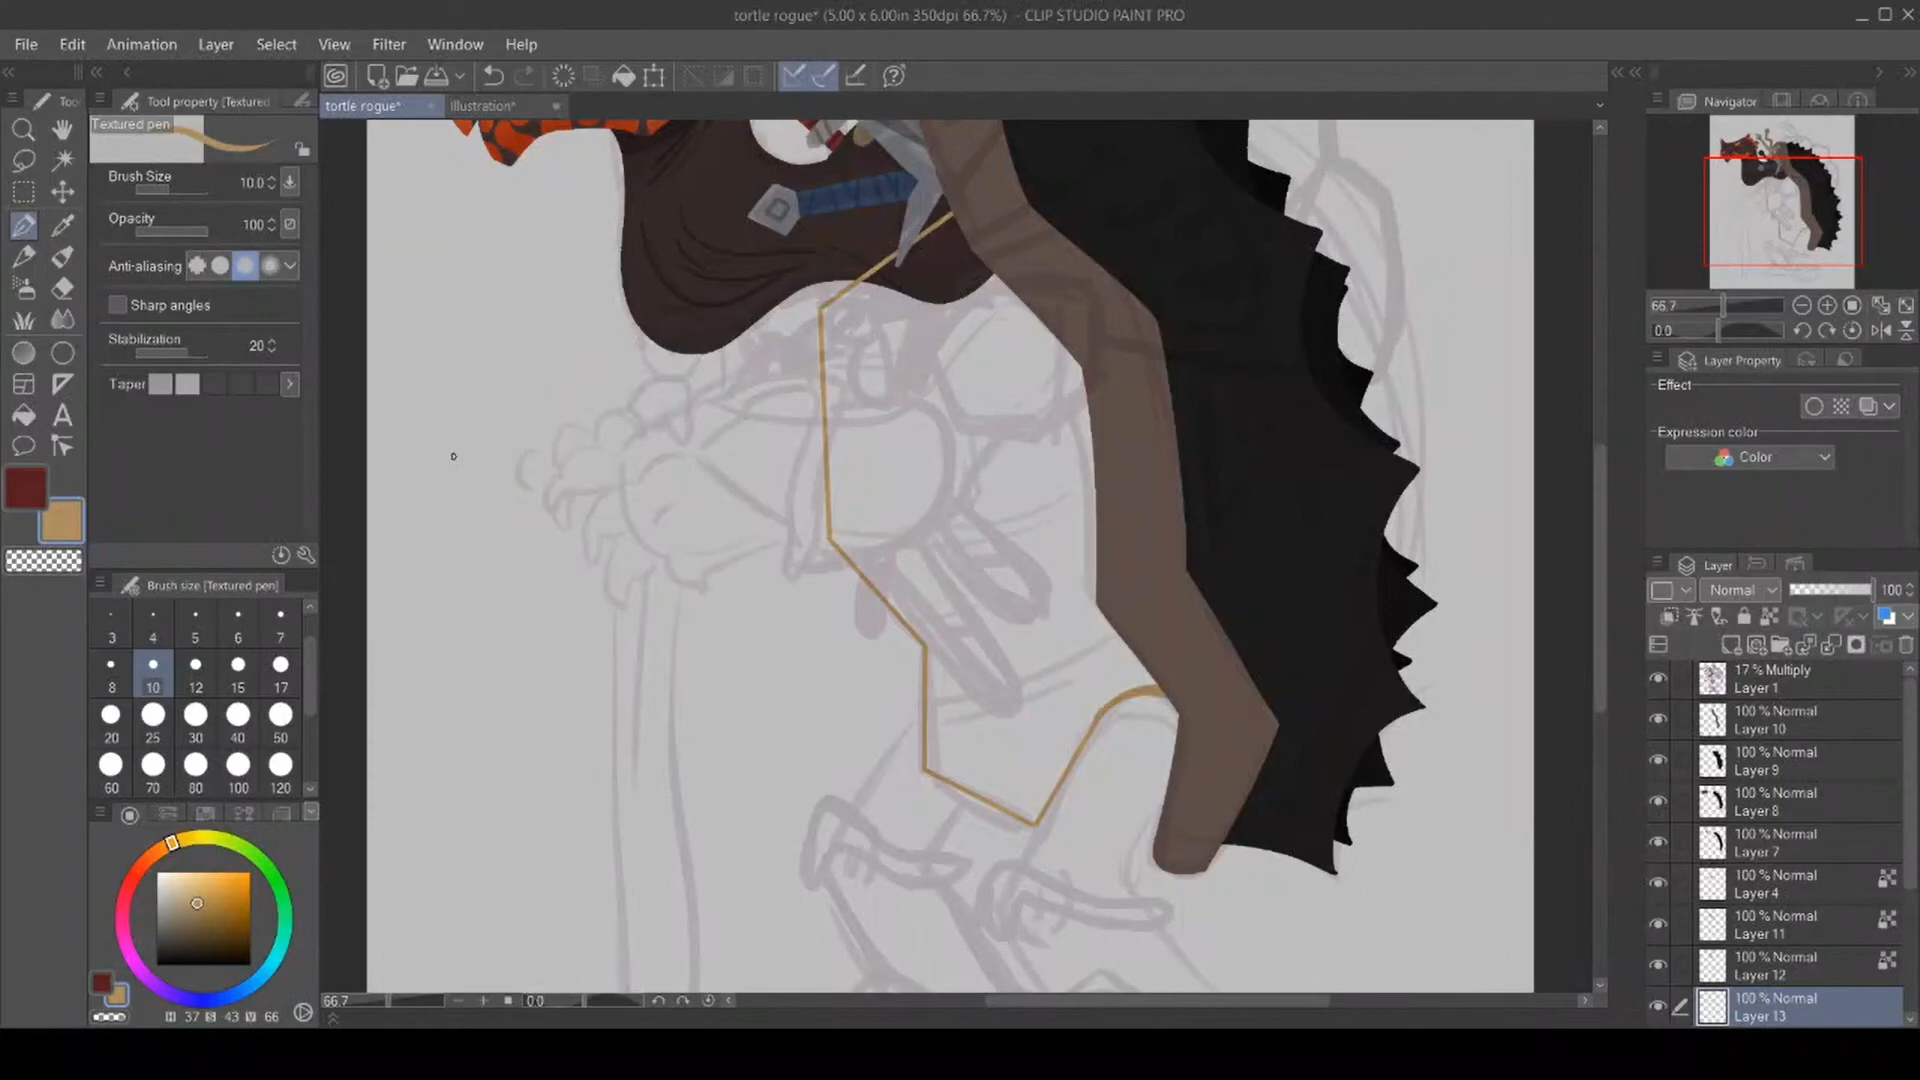 tortle rogue* (5.00 x 6.00in 350dpi 66.7%) - CLIP STUDIO PAINT PRO
File Edit Animation Layer Select View Filter Window Help
Too Tool property [Textured tortle rogue* Illustration* Navigator
Textured pen
Brush Size 10.0
Opacity 100
Anti-aliasing
Sharp angles
Stabilization 20
Taper
66.7
0.0
Layer Property
Effect
Expression color
Color
Brush size [Textured pen]
3 4 5 6 7
8 10 12 15 17
20 25 30 40 50
60 70 80 100 120
H 37 S 43 V 66
66.7 0.0
Layer
Normal 100
17 % Multiply
Layer 1
100 % Normal
Layer 10
100 % Normal
Layer 9
100 % Normal
Layer 8
100 % Normal
Layer 7
100 % Normal
Layer 4
100 % Normal
Layer 11
100 % Normal
Layer 12
100 % Normal
Layer 13